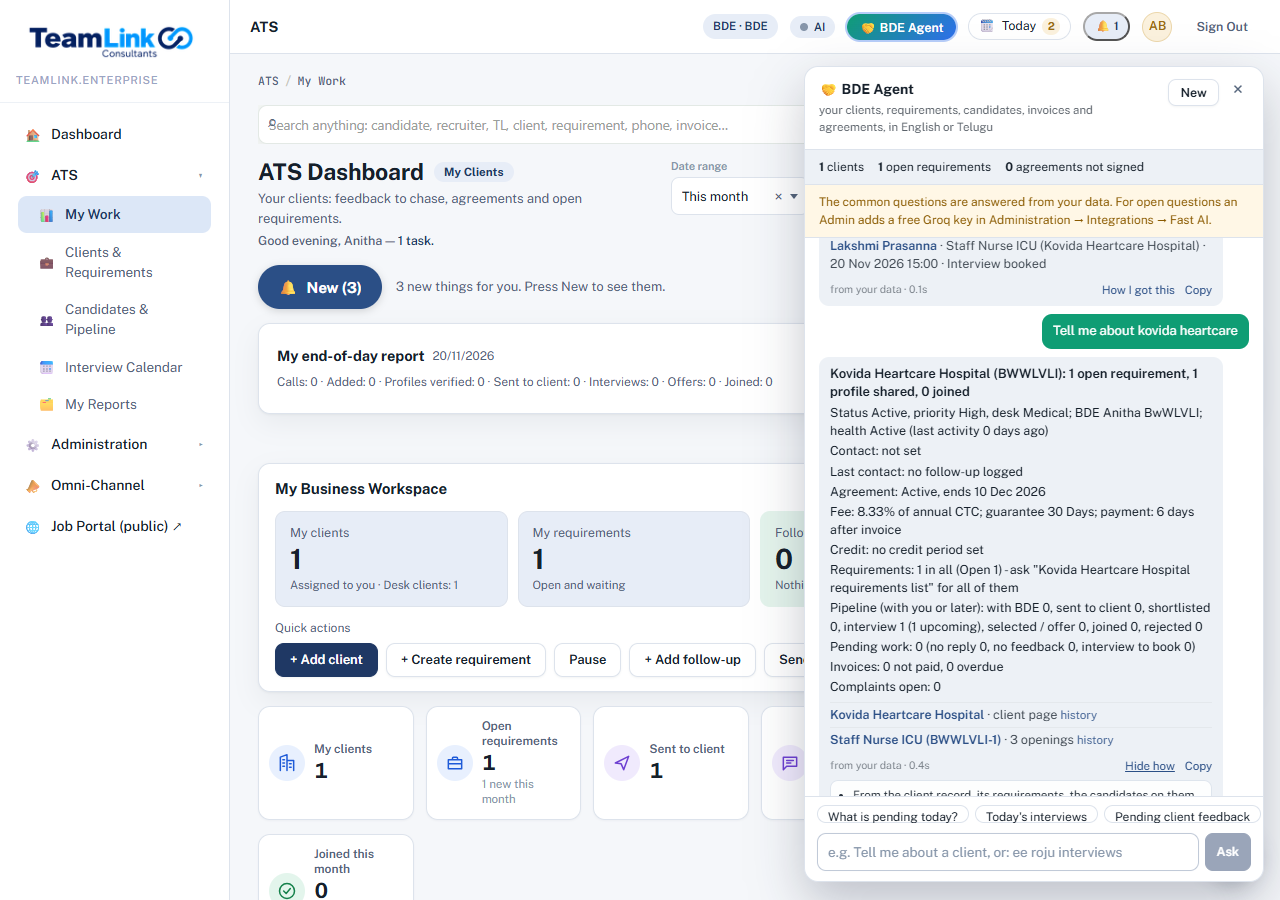 TeamLink
Consultants
TEAMLINK.ENTERPRISE
Dashboard
ATS
My Work
Clients &
Requirements
Candidates &
Pipeline
Interview Calendar
My Reports
Administration
Omni-Channel
Job Portal (public) ↗
ATS
BDE · BDE
AI
BDE Agent
Today 2
1
AB
Sign Out
ATS / My Work
Search anything: candidate, recruiter, TL, client, requirement, phone, invoice...
ATS Dashboard My Clients
Your clients: feedback to chase, agreements and open
requirements.
Good evening, Anitha — 1 task.
Date range
This month
New (3)
3 new things for you. Press New to see them.
My end-of-day report 20/11/2026
Calls: 0 · Added: 0 · Profiles verified: 0 · Sent to client: 0 · Interviews: 0 · Offers: 0 · Joined: 0
My Business Workspace
My clients
1
Assigned to you · Desk clients: 1
My requirements
1
Open and waiting
Follo
0
Nothi
Quick actions
+ Add client
+ Create requirement
Pause
+ Add follow-up
Sen
My clients
1
Open
requirements
1
1 new this
month
Sent to client
1
Joined this
month
0
BDE Agent
New
×
your clients, requirements, candidates, invoices and
agreements, in English or Telugu
1 clients 1 open requirements 0 agreements not signed
The common questions are answered from your data. For open questions an
Admin adds a free Groq key in Administration → Integrations → Fast AI.
Lakshmi Prasanna · Staff Nurse ICU (Kovida Heartcare Hospital) ·
20 Nov 2026 15:00 · Interview booked
from your data · 0.1s
How I got this Copy
Tell me about kovida heartcare
Kovida Heartcare Hospital (BWWLVLI): 1 open requirement, 1
profile shared, 0 joined
Status Active, priority High, desk Medical; BDE Anitha BwWLVLI;
health Active (last activity 0 days ago)
Contact: not set
Last contact: no follow-up logged
Agreement: Active, ends 10 Dec 2026
Fee: 8.33% of annual CTC; guarantee 30 Days; payment: 6 days
after invoice
Credit: no credit period set
Requirements: 1 in all (Open 1) - ask "Kovida Heartcare Hospital
requirements list" for all of them
Pipeline (with you or later): with BDE 0, sent to client 0, shortlisted
0, interview 1 (1 upcoming), selected / offer 0, joined 0, rejected 0
Pending work: 0 (no reply 0, no feedback 0, interview to book 0)
Invoices: 0 not paid, 0 overdue
Complaints open: 0
Kovida Heartcare Hospital · client page history
Staff Nurse ICU (BWWLVLI-1) · 3 openings history
from your data · 0.4s
Hide how Copy
From the client record, its requirements, the candidates on them
What is pending today?
Today's interviews
Pending client feedback
e.g. Tell me about a client, or: ee roju interviews
Ask